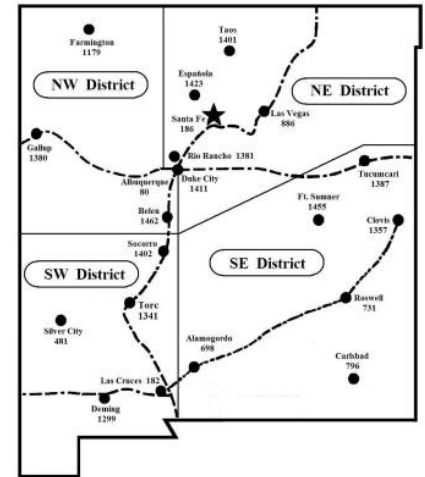 Taos
1401
Farmington
1179
Española
1423
NW District
NE District
Santa Fe
186
Las Vegas
886
Gallup
1380
Rio Rancho 1381
Albuquerque
80
Duke City
1411
Tucumcari
1387
Belen
1462
Ft. Sumner
1455
Clovis
1357
Socorro
1402
SW District
SE District
Torc
1341
Roswell
731
Silver City
481
Alamogordo
698
Carlsbad
796
Las Cruces 182
Deming
1299